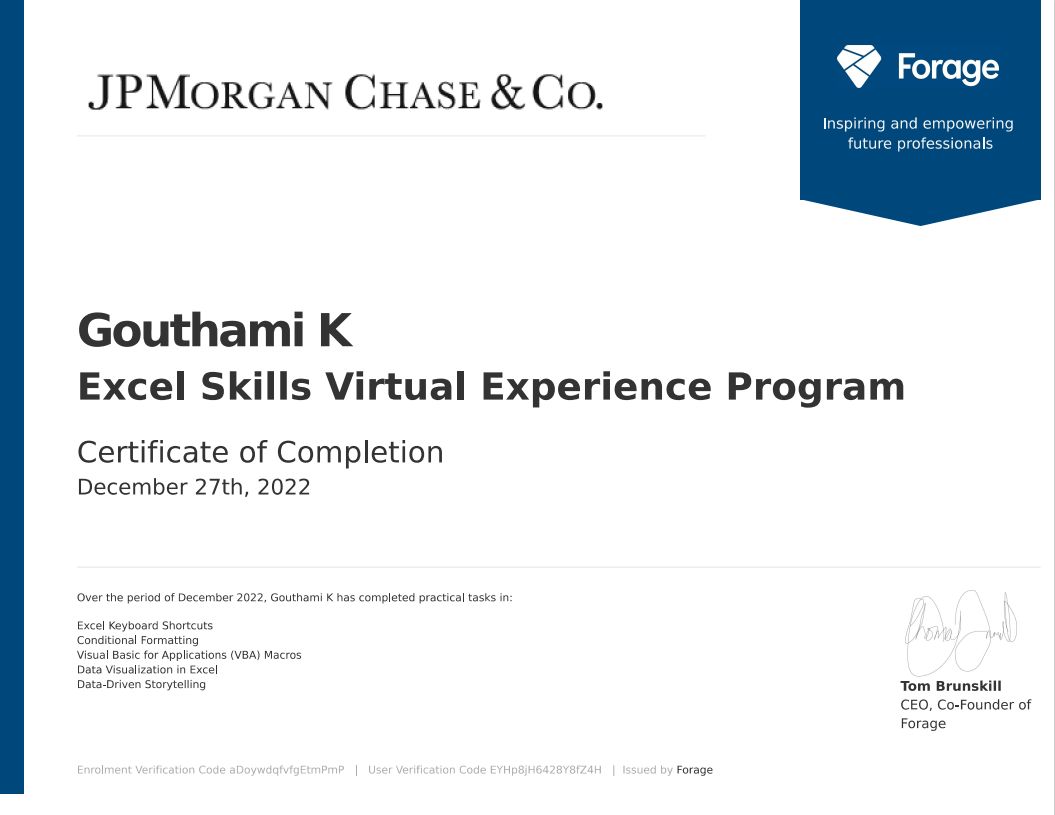 JPMORGAN CHASE & CO.
Forage
Inspiring and empowering
future professionals
Gouthami K
Excel Skills Virtual Experience Program
Certificate of Completion
December 27th, 2022
Over the period of December 2022, Gouthami K has completed practical tasks in:
Excel Keyboard Shortcuts
Conditional Formatting
Visual Basic for Applications (VBA) Macros
Data Visualization in Excel
Data-Driven Storytelling
Tom Brunskill
CEO, Co-Founder of
Forage
Enrolment Verification Code aDoywdqfvfgEtmPmP | User Verification Code EYHp8jH6428Y8fZ4H | Issued by Forage